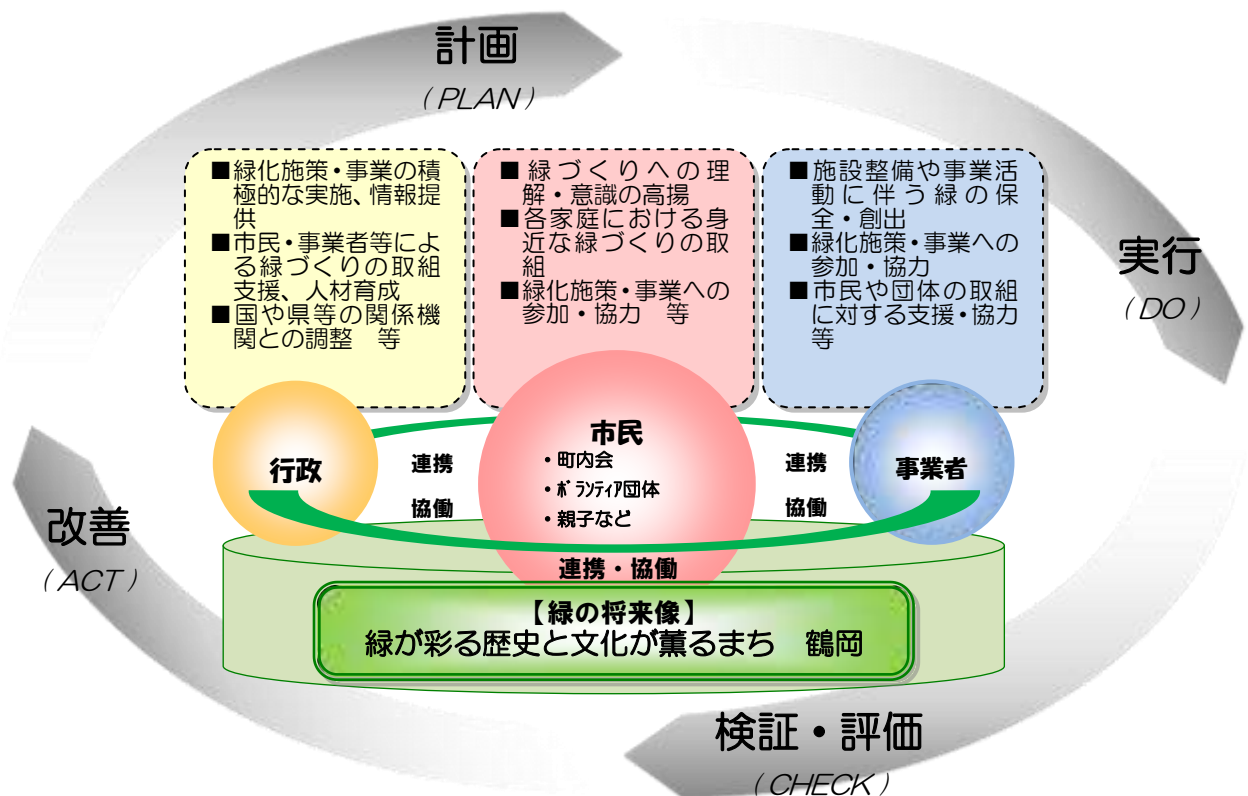 計画
(PLAN)
■緑化施策・事業の積
極的な実施、情報提
供
■市民・事業者等によ
る緑づくりの取組
支援、人材育成
■国や県等の関係機
関との調整 等
■緑づくりへの理
解・意識の高揚
■各家庭における身
近な緑づくりの取
組
■緑化施策・事業への
参加・協力 等
■施設整備や事業活
動に伴う緑の保
全・創出
■緑化施策・事業への
参加・協力
■市民や団体の取組
に対する支援・協力
等
実行
(DO)
行政
連携
協働
市民
・町内会
・ボランティア団体
・親子など
連携
協働
事業者
改善
(ACT)
連携・協働
【緑の将来像】
緑が彩る歴史と文化が薫るまち 鶴岡
検証・評価
(CHECK)